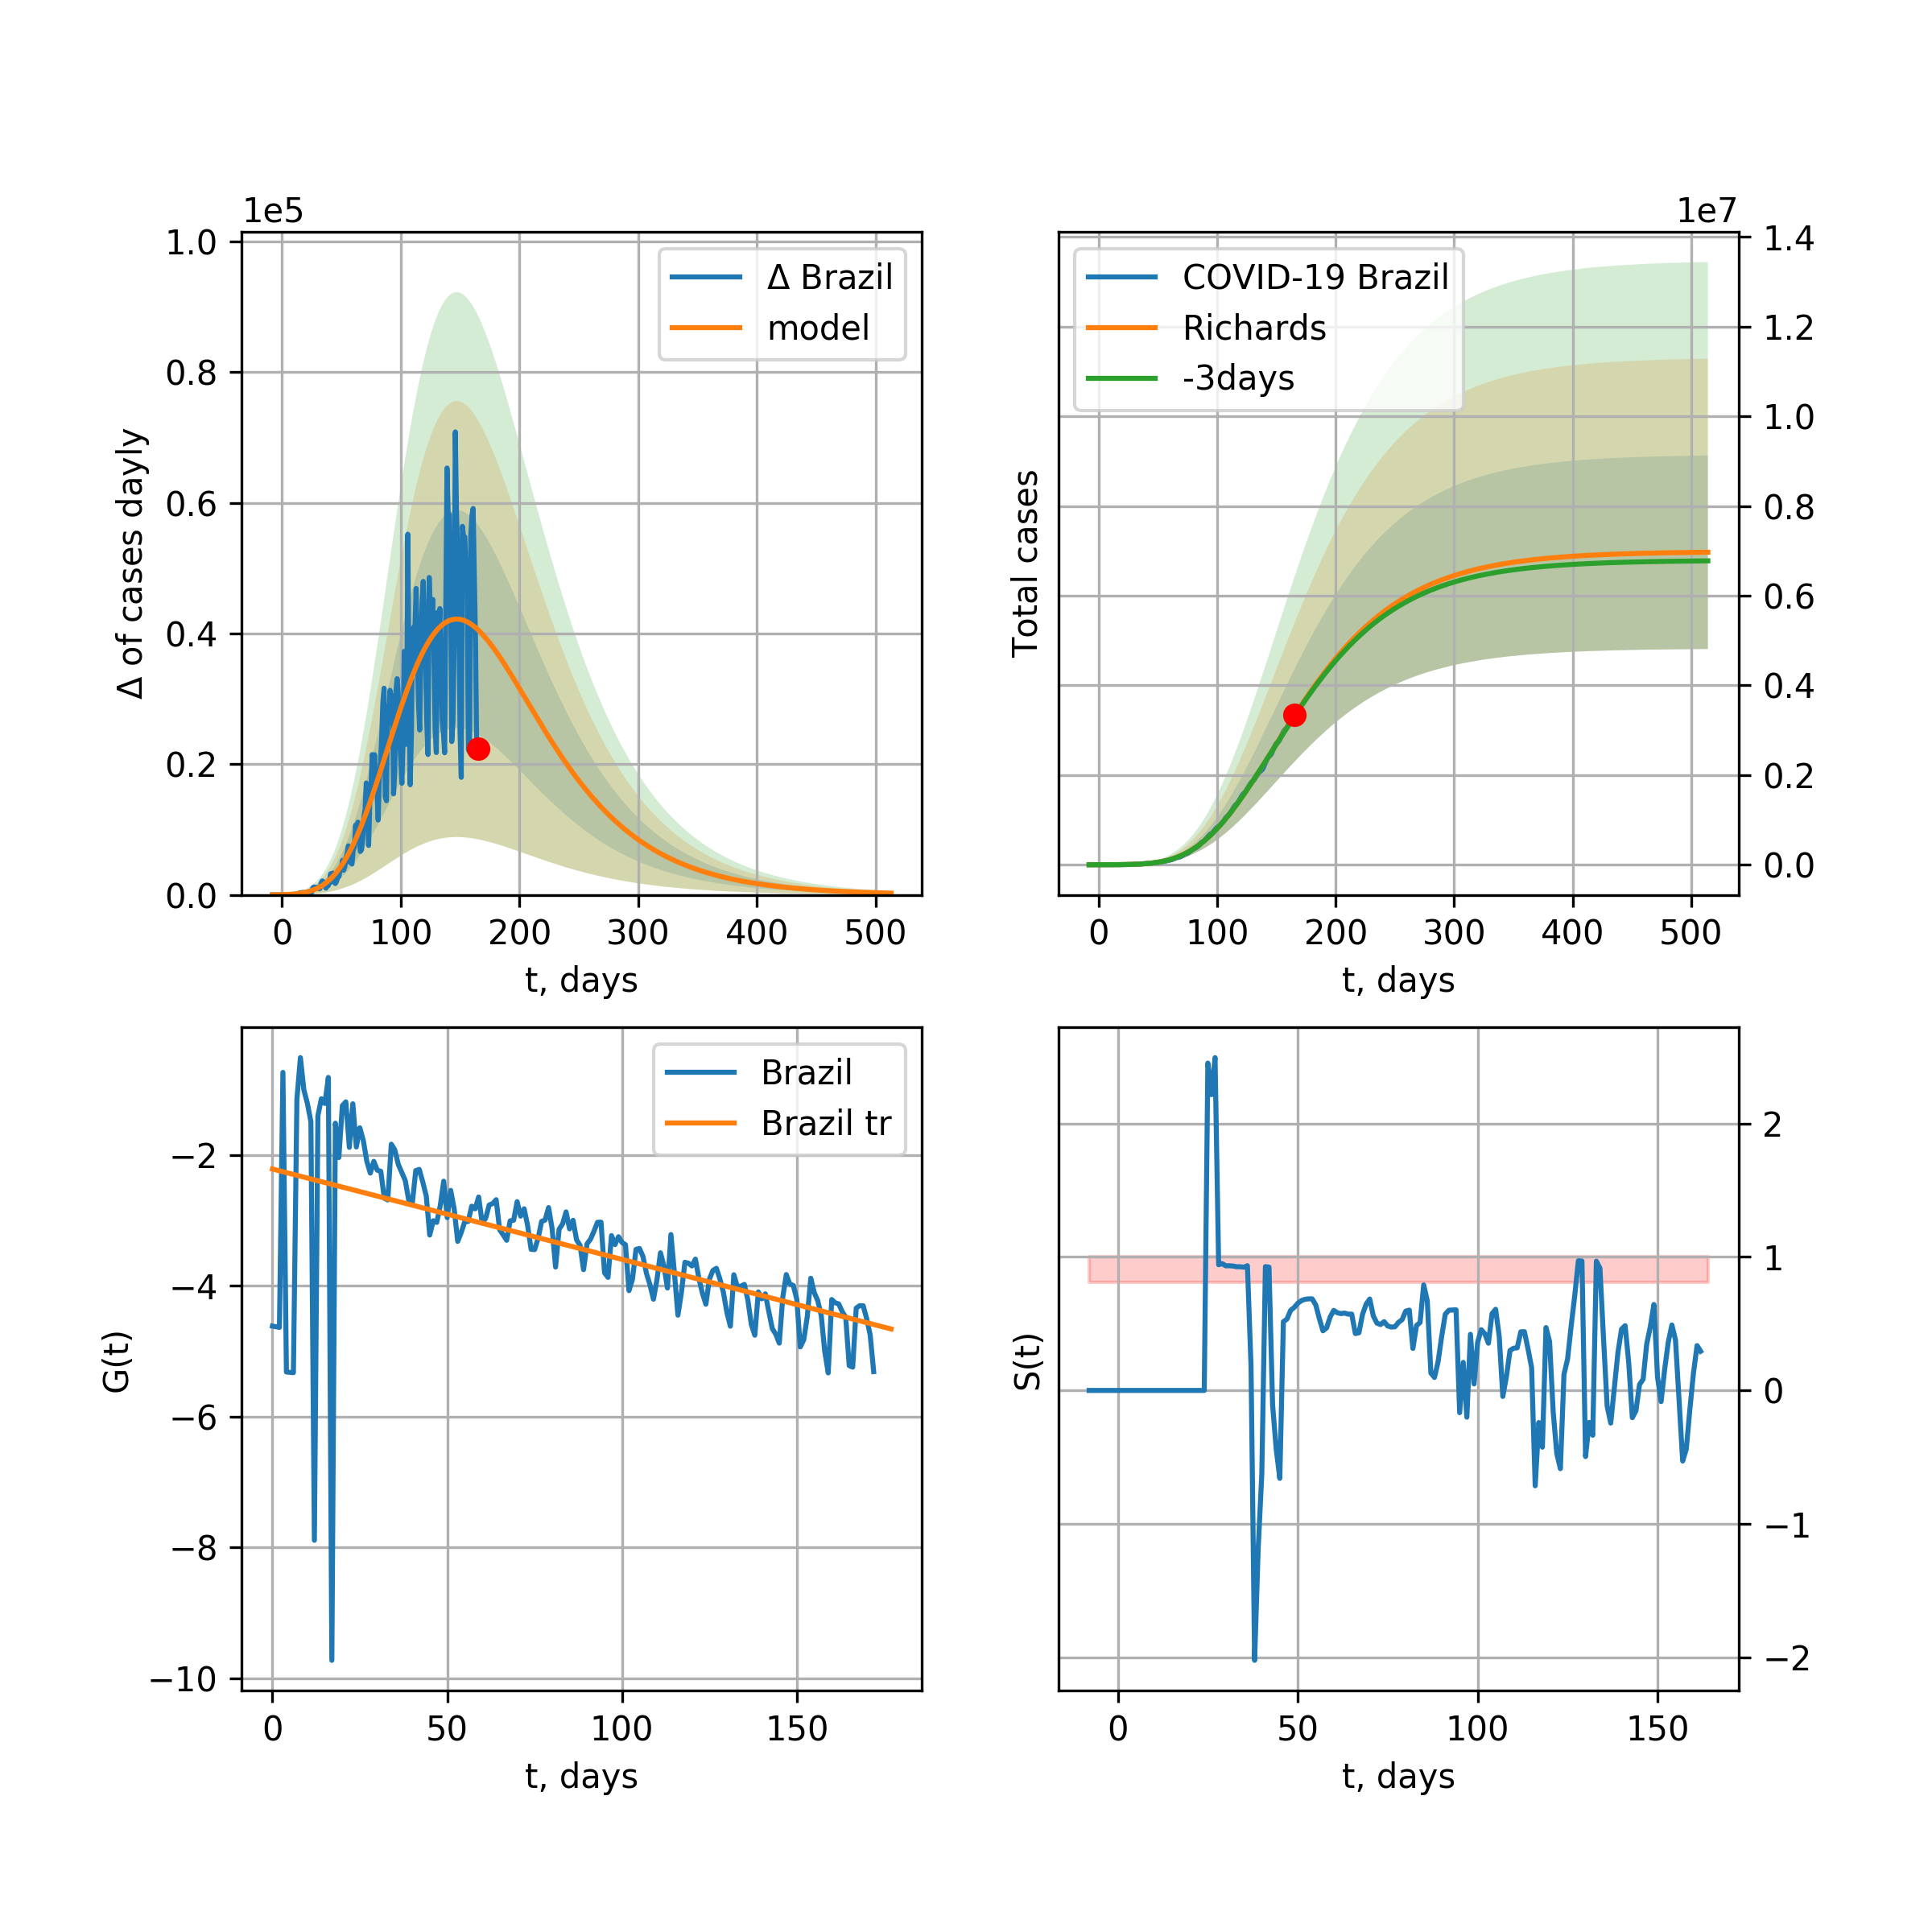 1e5
1.0
0.8
0.6
0.4
0.2
0.0
Δ of cases dayly
Δ Brazil
model
0 100 200 300 400 500
t, days
1e7
1.4
1.2
1.0
0.8
0.6
0.4
0.2
0.0
Total cases
COVID-19 Brazil
Richards
-3days
0 100 200 300 400 500
t, days
−2
−4
−6
−8
−10
G(t)
Brazil
Brazil tr
0 50 100 150
t, days
2
1
0
−1
−2
S(t)
0 50 100 150
t, days